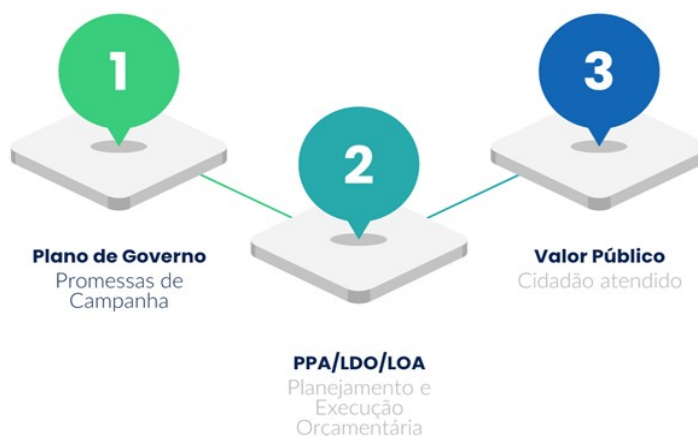 1
Plano de Governo
Promessas de
Campanha
2
PPA/LDO/LOA
Planejamento e
Execução
Orçamentária
3
Valor Público
Cidadão atendido